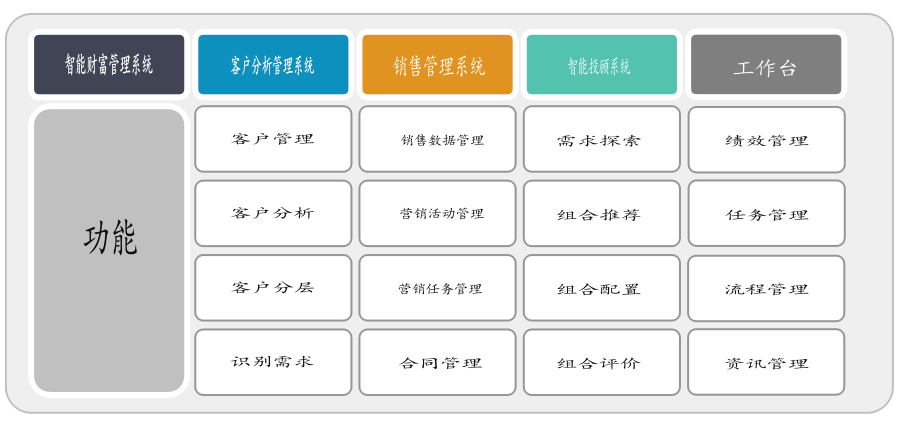 智能财富管理系统
客户分析管理系统
销售管理系统
智能投顾系统
工作台
功能
客户管理
销售数据管理
需求探索
绩效管理
客户分析
营销活动管理
组合推荐
任务管理
客户分层
营销任务管理
组合配置
流程管理
识别需求
合同管理
组合评价
资讯管理